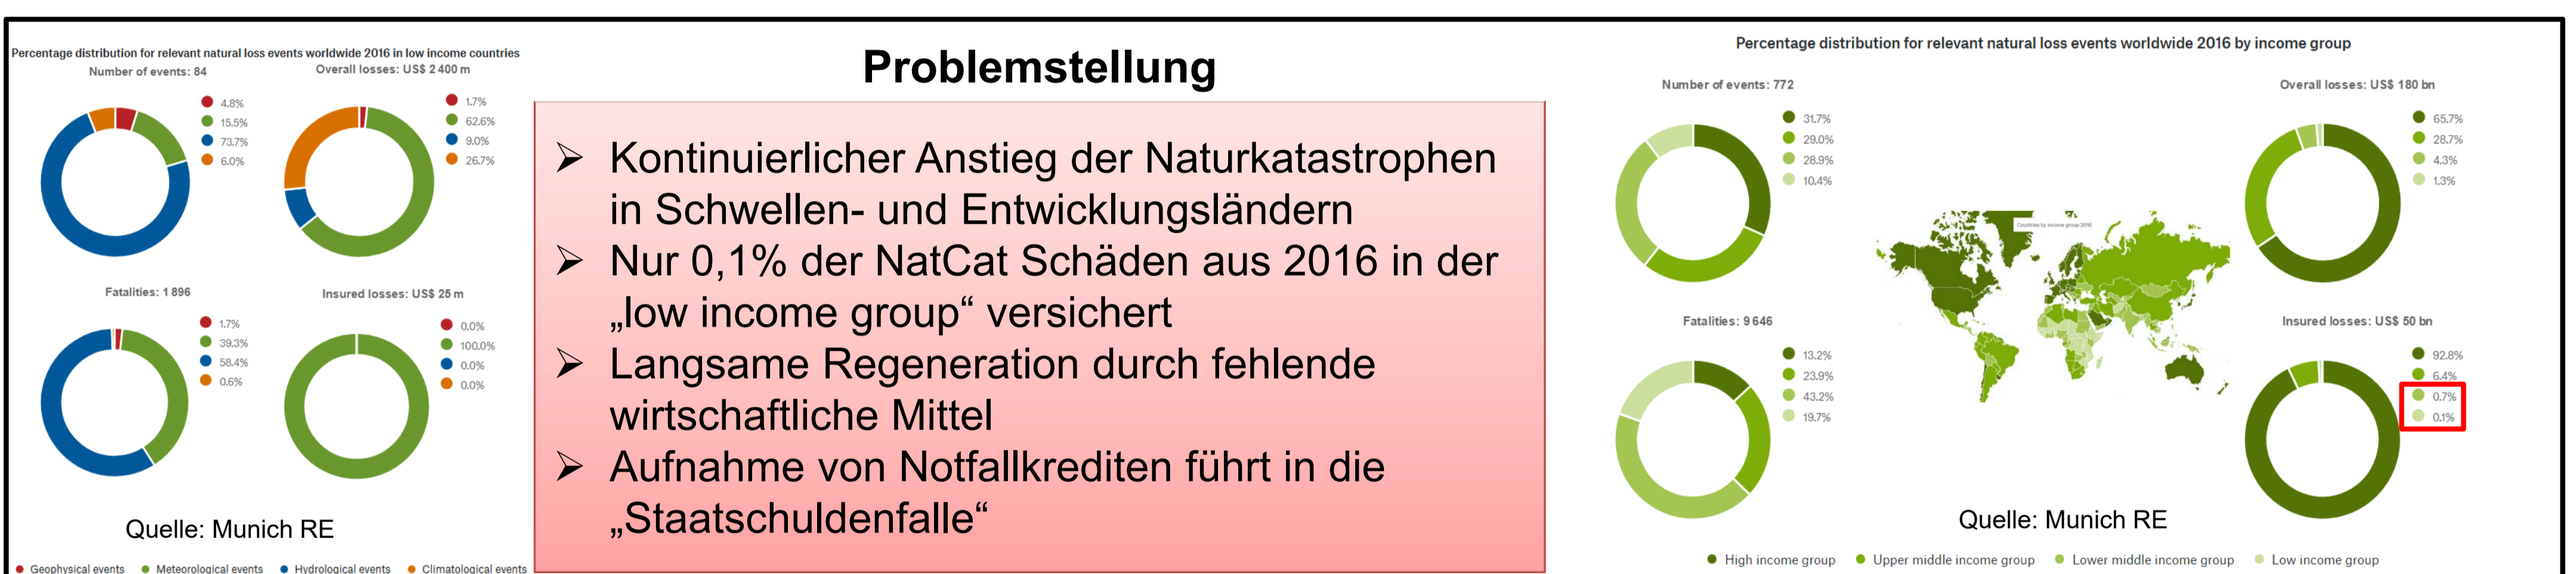 Percentage distribution for relevant natural loss events worldwide 2016 in low income countries
Number of events: 84
4.8%
15.5%
73.7%
6.0%
Overall losses: US$ 2 400 m
1.7%
62.6%
9.0%
26.7%
Fatalities: 1 896
1.7%
39.3%
58.4%
0.6%
Insured losses: US$ 25 m
0.0%
100.0%
0.0%
0.0%
Quelle: Munich RE
Geophysical events Meteorological events Hydrological events Climatological events
Problemstellung
➢ Kontinuierlicher Anstieg der Naturkatastrophen
in Schwellen- und Entwicklungsländern
➢ Nur 0,1% der NatCat Schäden aus 2016 in der
„low income group“ versichert
➢ Langsame Regeneration durch fehlende
wirtschaftliche Mittel
➢ Aufnahme von Notfallkrediten führt in die
„Staatschuldenfalle“
Percentage distribution for relevant natural loss events worldwide 2016 by income group
Number of events: 772
31.7%
29.0%
28.9%
10.4%
Overall losses: US$ 180 bn
65.7%
28.7%
4.3%
1.3%
Countries by income group 2016
Fatalities: 9 646
13.2%
23.9%
43.2%
19.7%
Insured losses: US$ 50 bn
92.8%
6.4%
0.7%
0.1%
Quelle: Munich RE
High income group Upper middle income group Lower middle income group Low income group